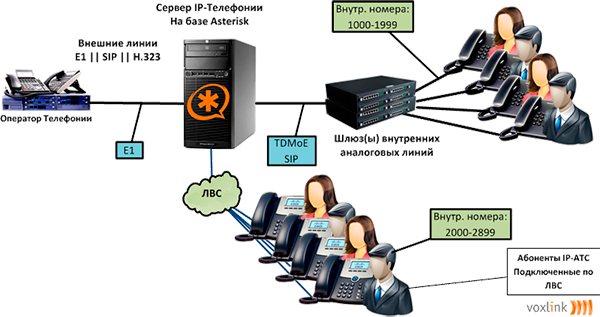 Сервер IP-Телефонии
На базе Asterisk
Внутр. номера:
1000-1999
Внешние линии
E1 || SIP || H.323
Оператор Телефонии
E1
TDMoE
SIP
Шлюз(ы) внутренних
аналоговых линий
ЛВС
Внутр. номера:
2000-2899
Абоненты IP-АТС
Подключенные по
ЛВС
voxlink